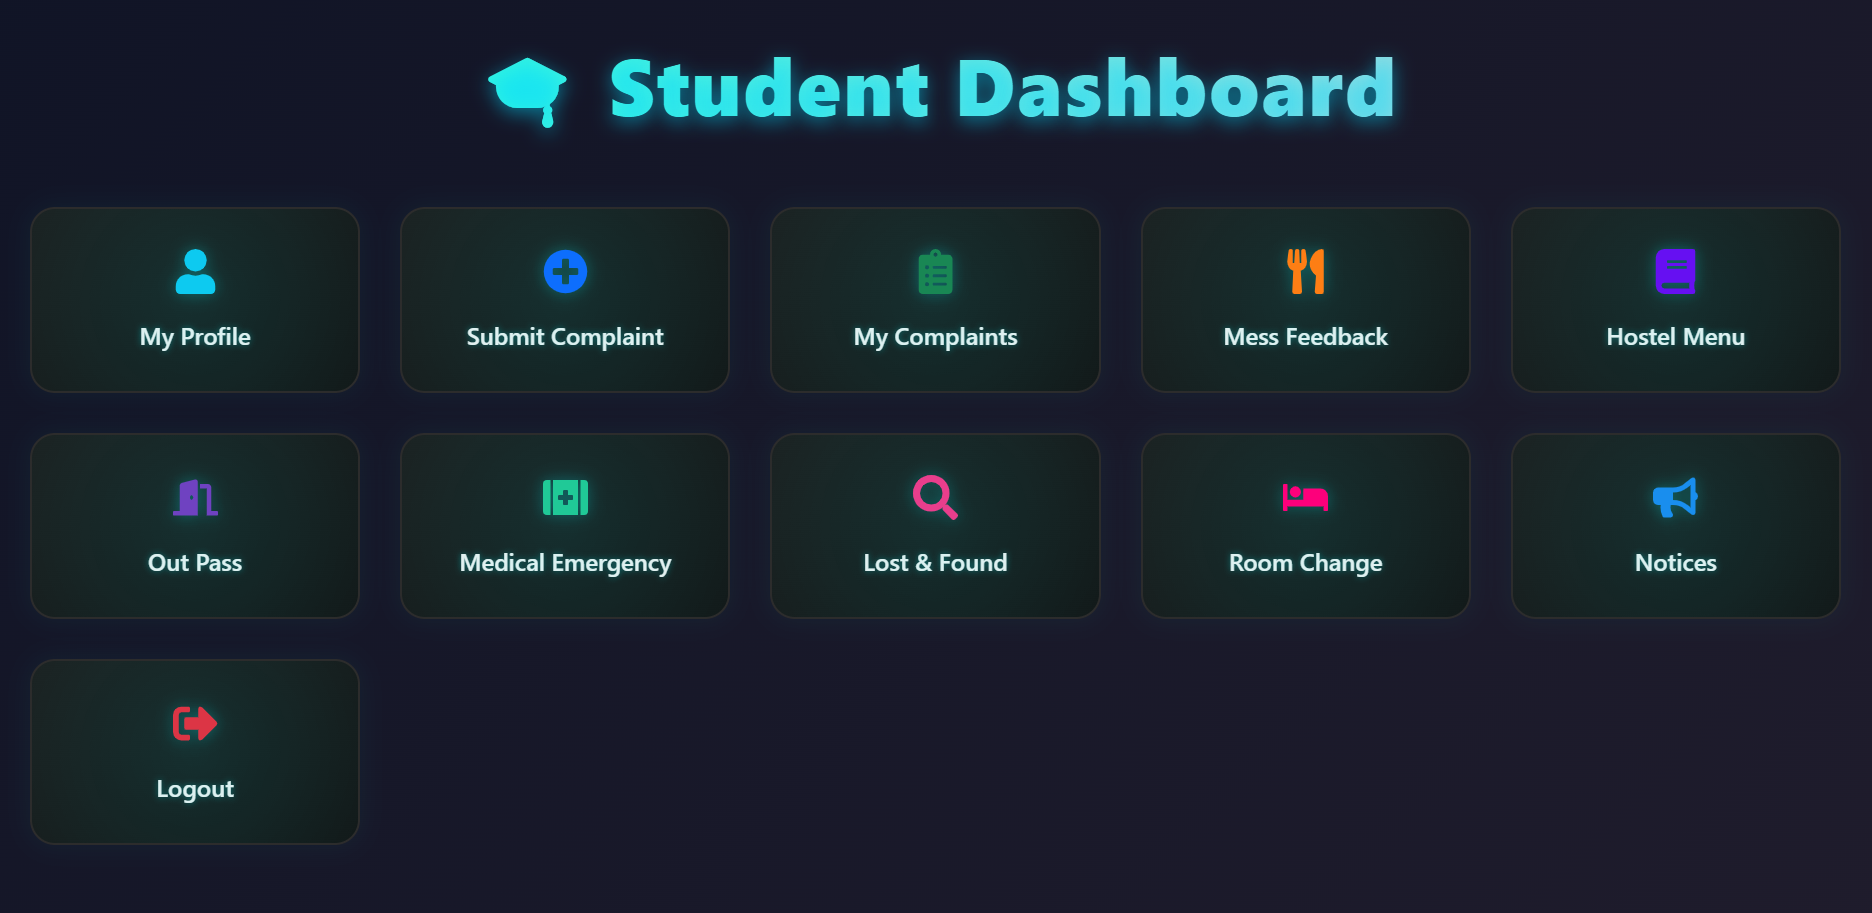 Student Dashboard
My Profile
Submit Complaint
My Complaints
Mess Feedback
Hostel Menu
Out Pass
Medical Emergency
Lost & Found
Room Change
Notices
Logout